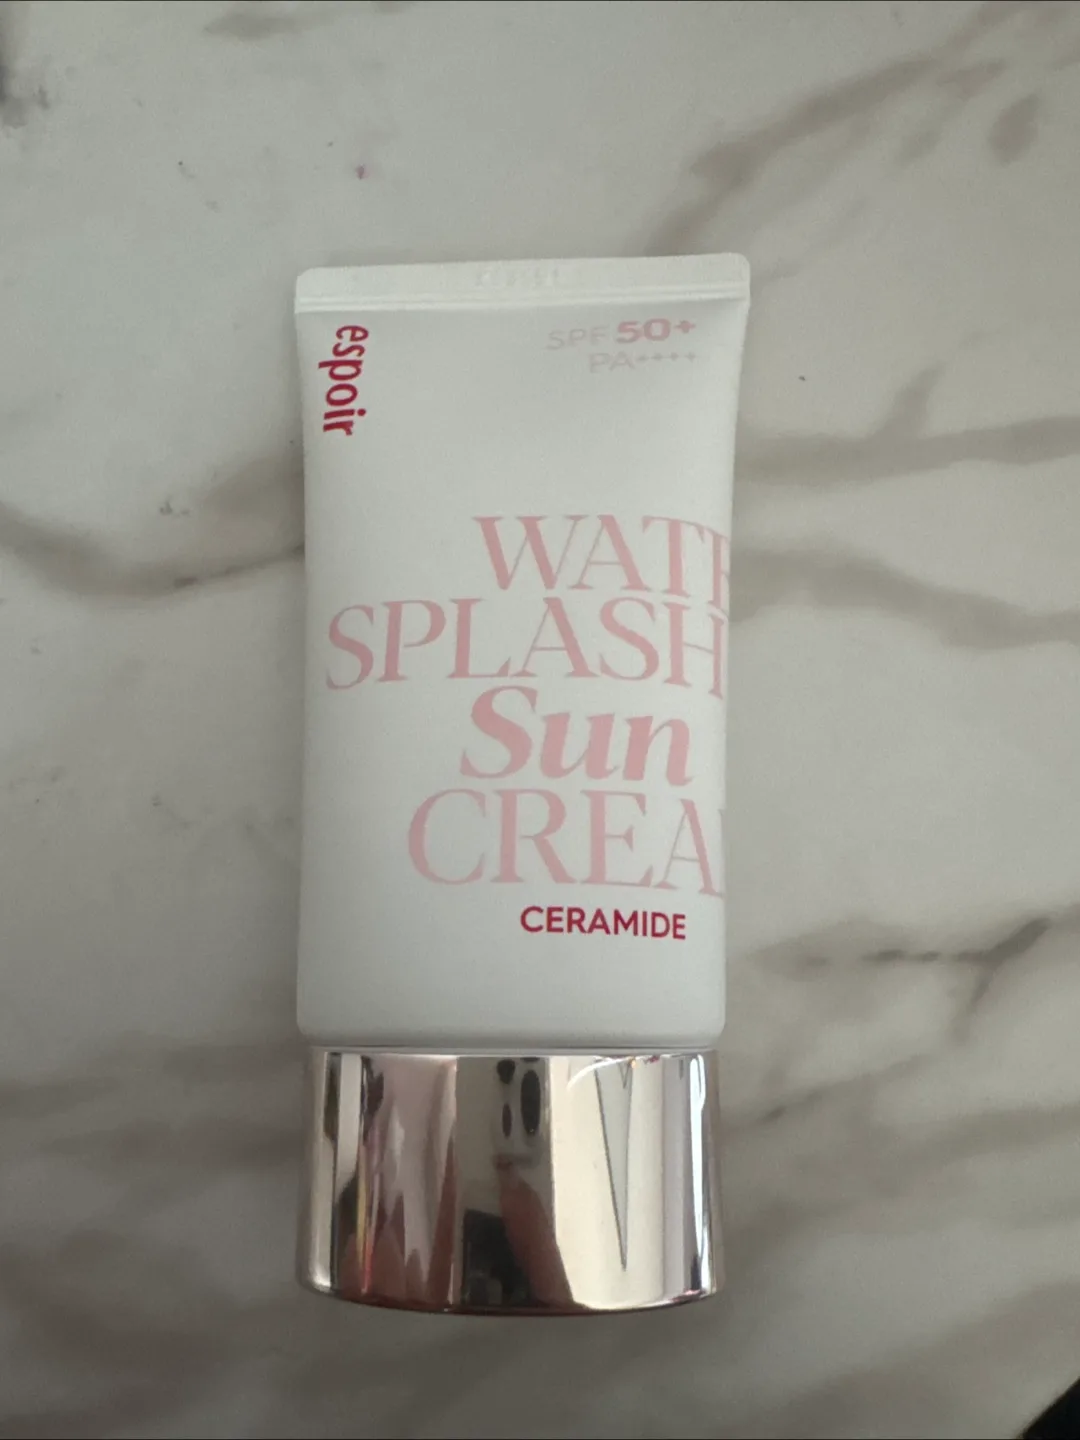 espoir
SPF 50+
PA++++
WATE
SPLASH
Sun
CREA
CERAMIDE